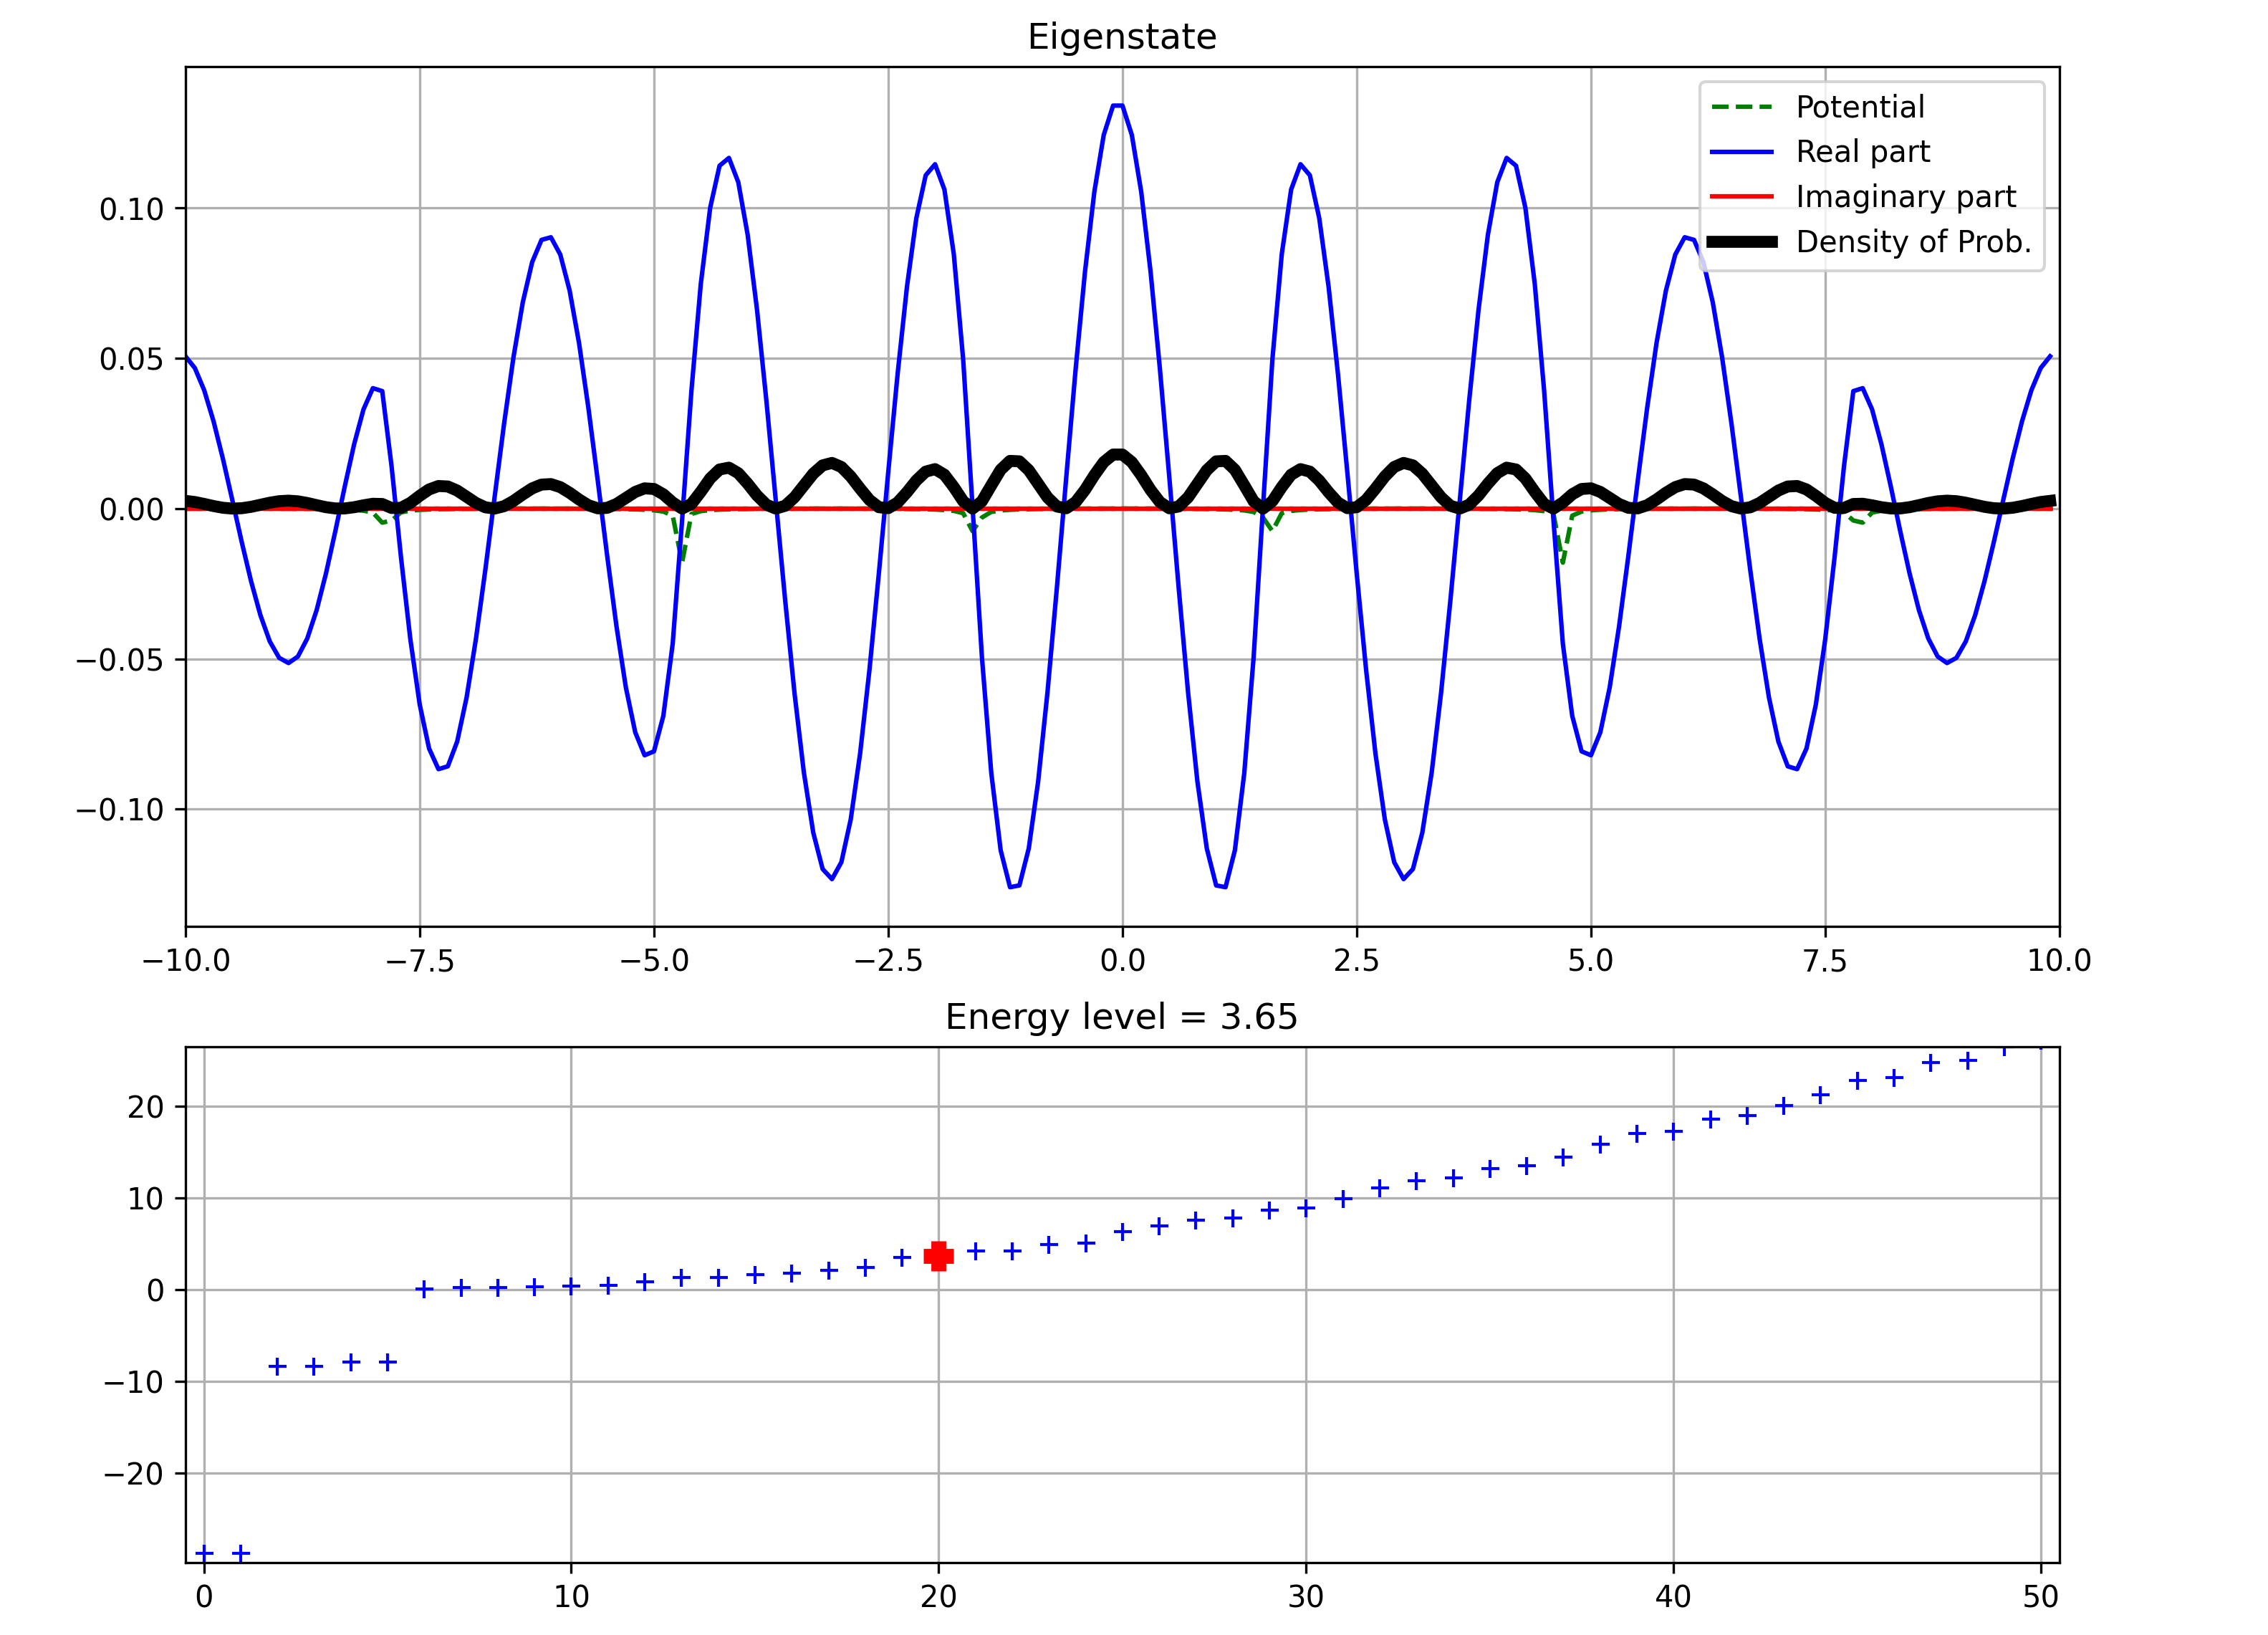 Eigenstate
Potential
Real part
Imaginary part
Density of Prob.
0.10
0.05
0.00
−0.05
−0.10
−10.0 −7.5 −5.0 −2.5 0.0 2.5 5.0 7.5 10.0
Energy level = 3.65
20
10
0
−10
−20
0 10 20 30 40 50